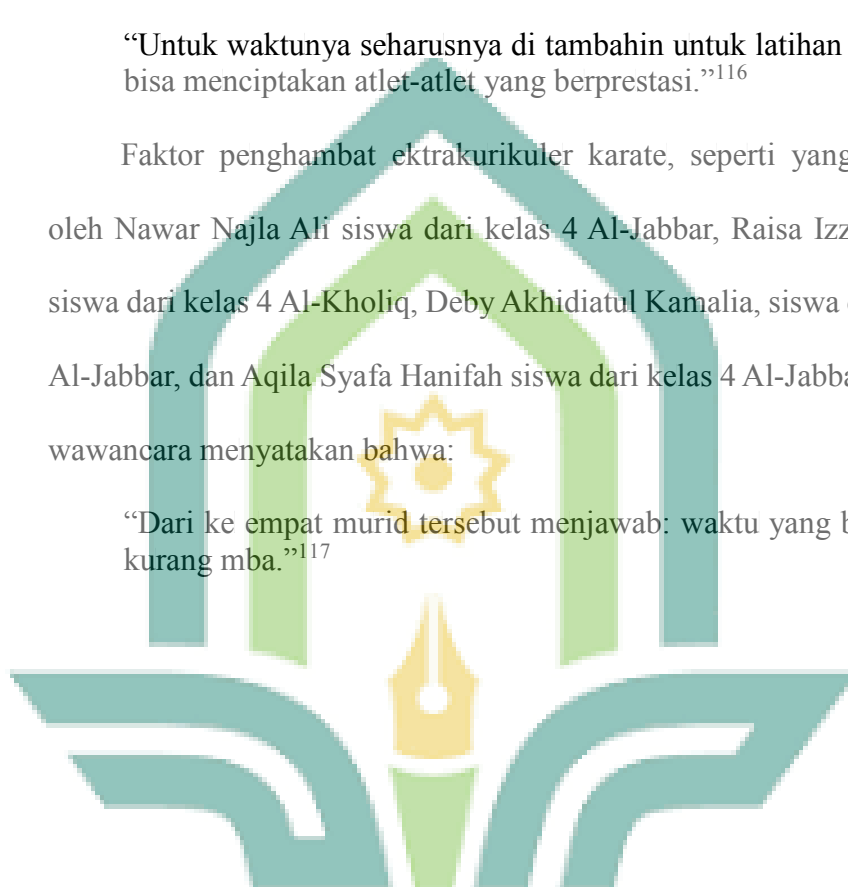 “Untuk waktunya seharusnya di tambahin untuk latihan
bisa menciptakan atlet-atlet yang berprestasi.”116
Faktor penghambat ektrakurikuler karate, seperti yang
oleh Nawar Najla Ali siswa dari kelas 4 Al-Jabbar, Raisa Izz
siswa dari kelas 4 Al-Kholiq, Deby Akhidiatul Kamalia, siswa
Al-Jabbar, dan Aqila Syafa Hanifah siswa dari kelas 4 Al-Jabba
wawancara menyatakan bahwa:
“Dari ke empat murid tersebut menjawab: waktu yang
kurang mba.”117